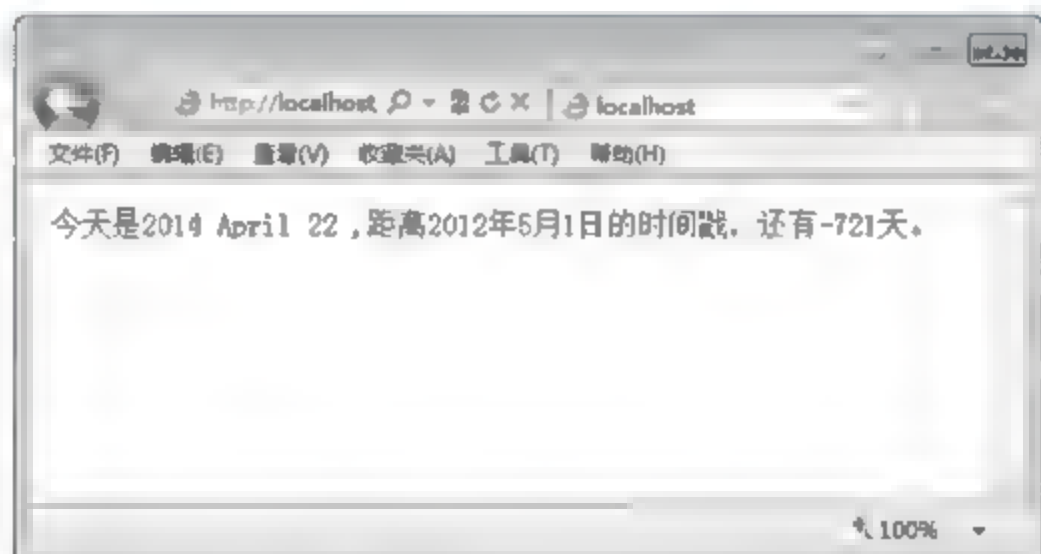 http://localhost localhost
文件(F) 编辑(E) 查看(V) 收藏夹(A) 工具(T) 帮助(H)
今天是2014 April 22 ,距离2012年5月1日的时间戳，还有-721天。
100%